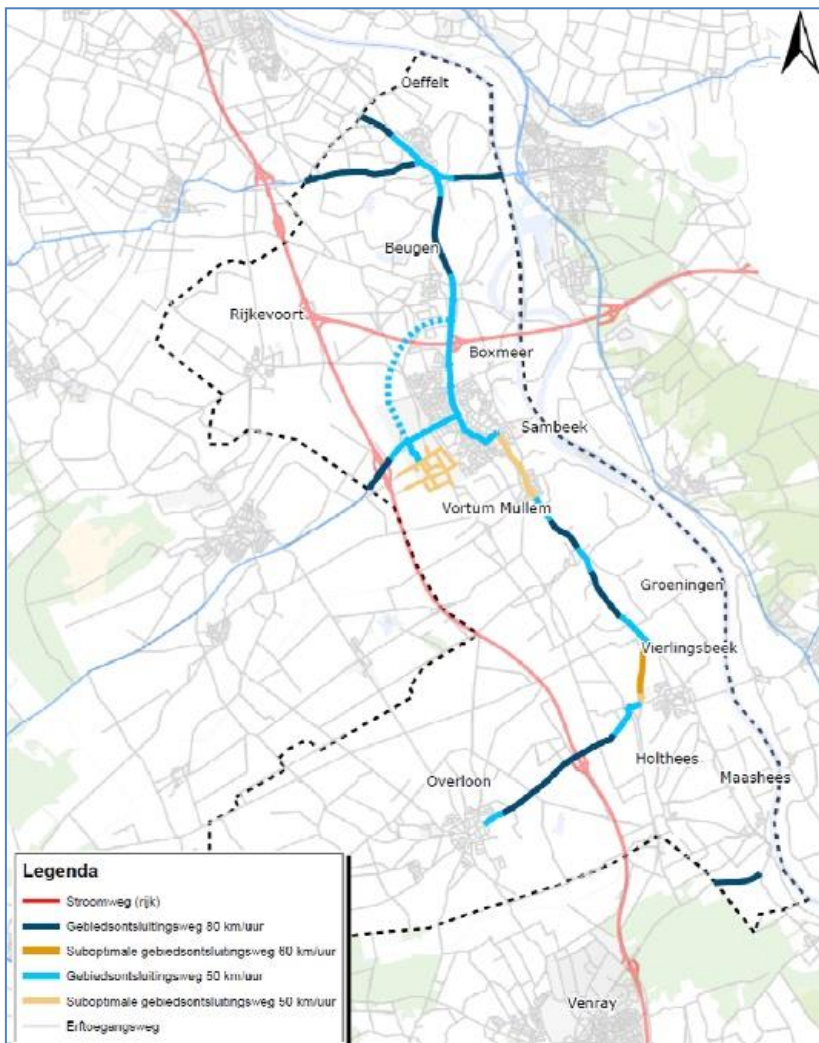 Oeffelt
Beugen
Rijkevoort
Boxmeer
Sambeek
Vortum Mullem
Groeningen
Vierlingsbeek
Holthees
Overloon
Maashees
Venray
Legenda
Stroomweg (rijk)
Gebiedsontsluitingsweg 80 km/uur
Suboptimale gebiedsontsluitingsweg 60 km/uur
Gebiedsontsluitingsweg 50 km/uur
Suboptimale gebiedsontsluitingsweg 50 km/uur
Erftoegangsweg